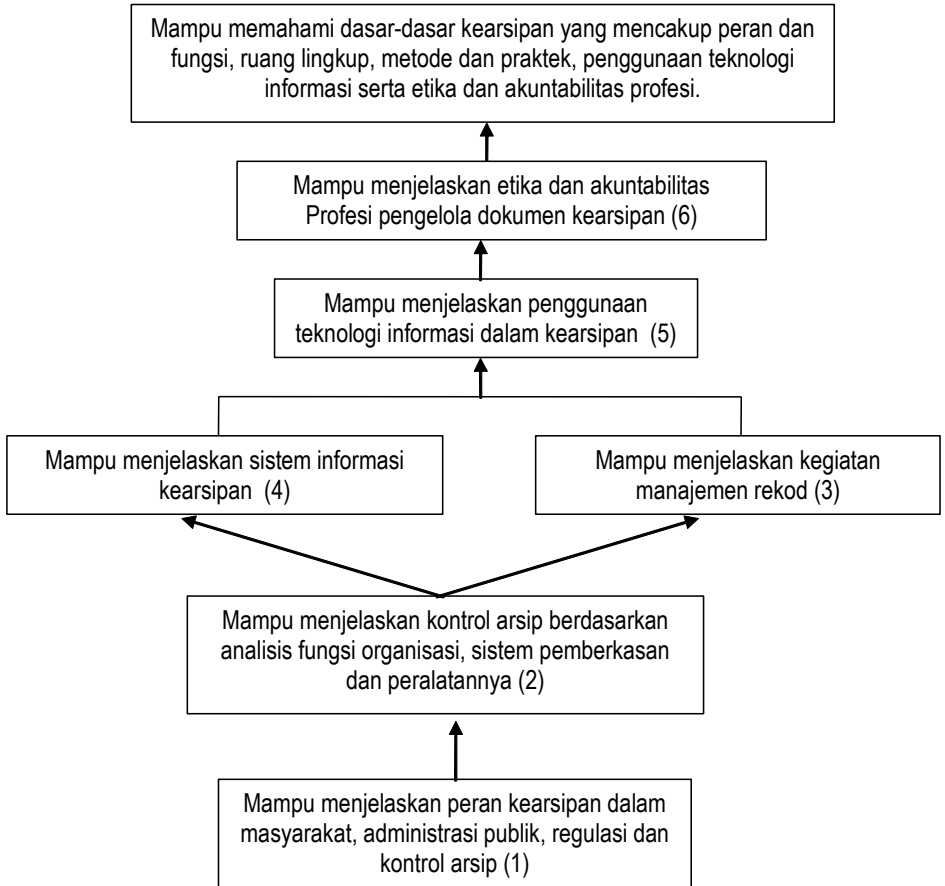 Mampu memahami dasar-dasar kearsipan yang mencakup peran dan
fungsi, ruang lingkup, metode dan praktek, penggunaan teknologi
informasi serta etika dan akuntabilitas profesi.
Mampu menjelaskan etika dan akuntabilitas
Profesi pengelola dokumen kearsipan (6)
Mampu menjelaskan penggunaan
teknologi informasi dalam kearsipan (5)
Mampu menjelaskan sistem informasi
kearsipan (4)
Mampu menjelaskan kegiatan
manajemen rekod (3)
Mampu menjelaskan kontrol arsip berdasarkan
analisis fungsi organisasi, sistem pemberkasan
dan peralatannya (2)
Mampu menjelaskan peran kearsipan dalam
masyarakat, administrasi publik, regulasi dan
kontrol arsip (1)